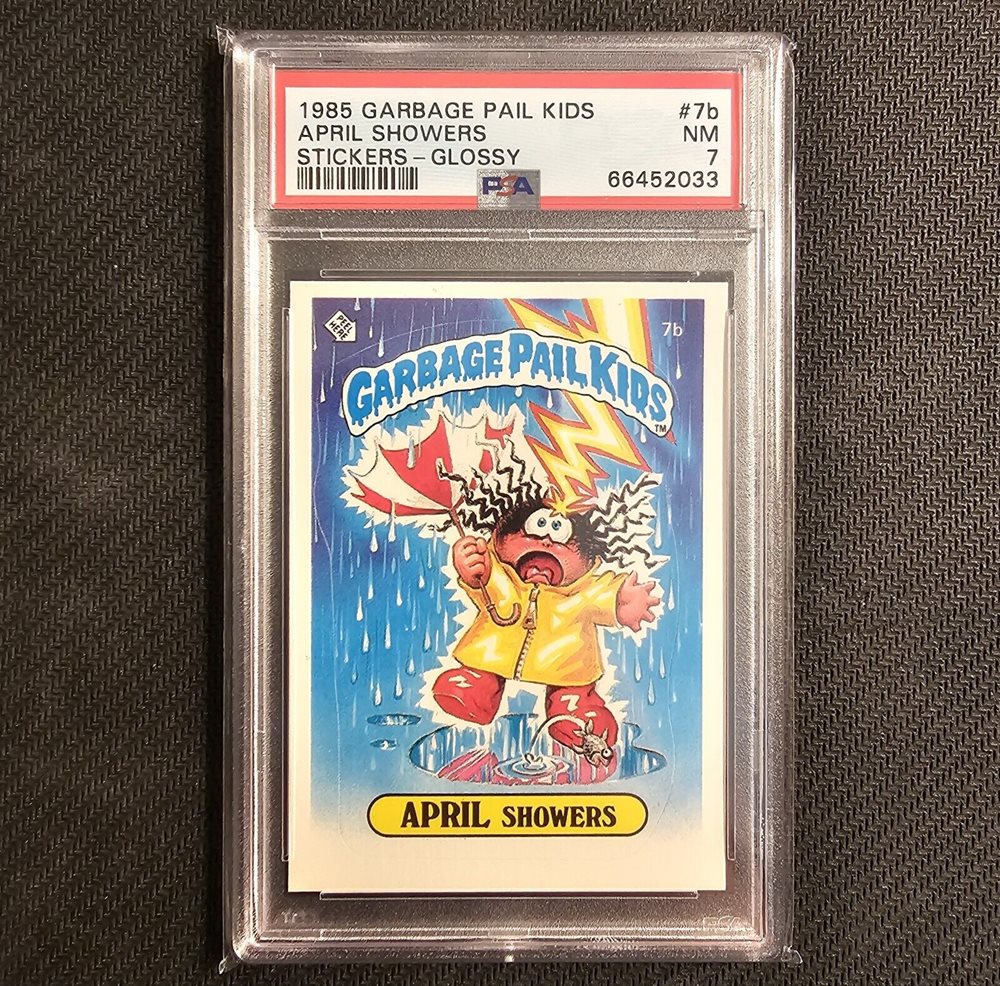 1985 GARBAGE PAIL KIDS #7b
APRIL SHOWERS NM
STICKERS - GLOSSY 7
PSA 66452033
PEEL HERE
7b
GARBAGE PAIL KIDS TM
APRIL SHOWERS